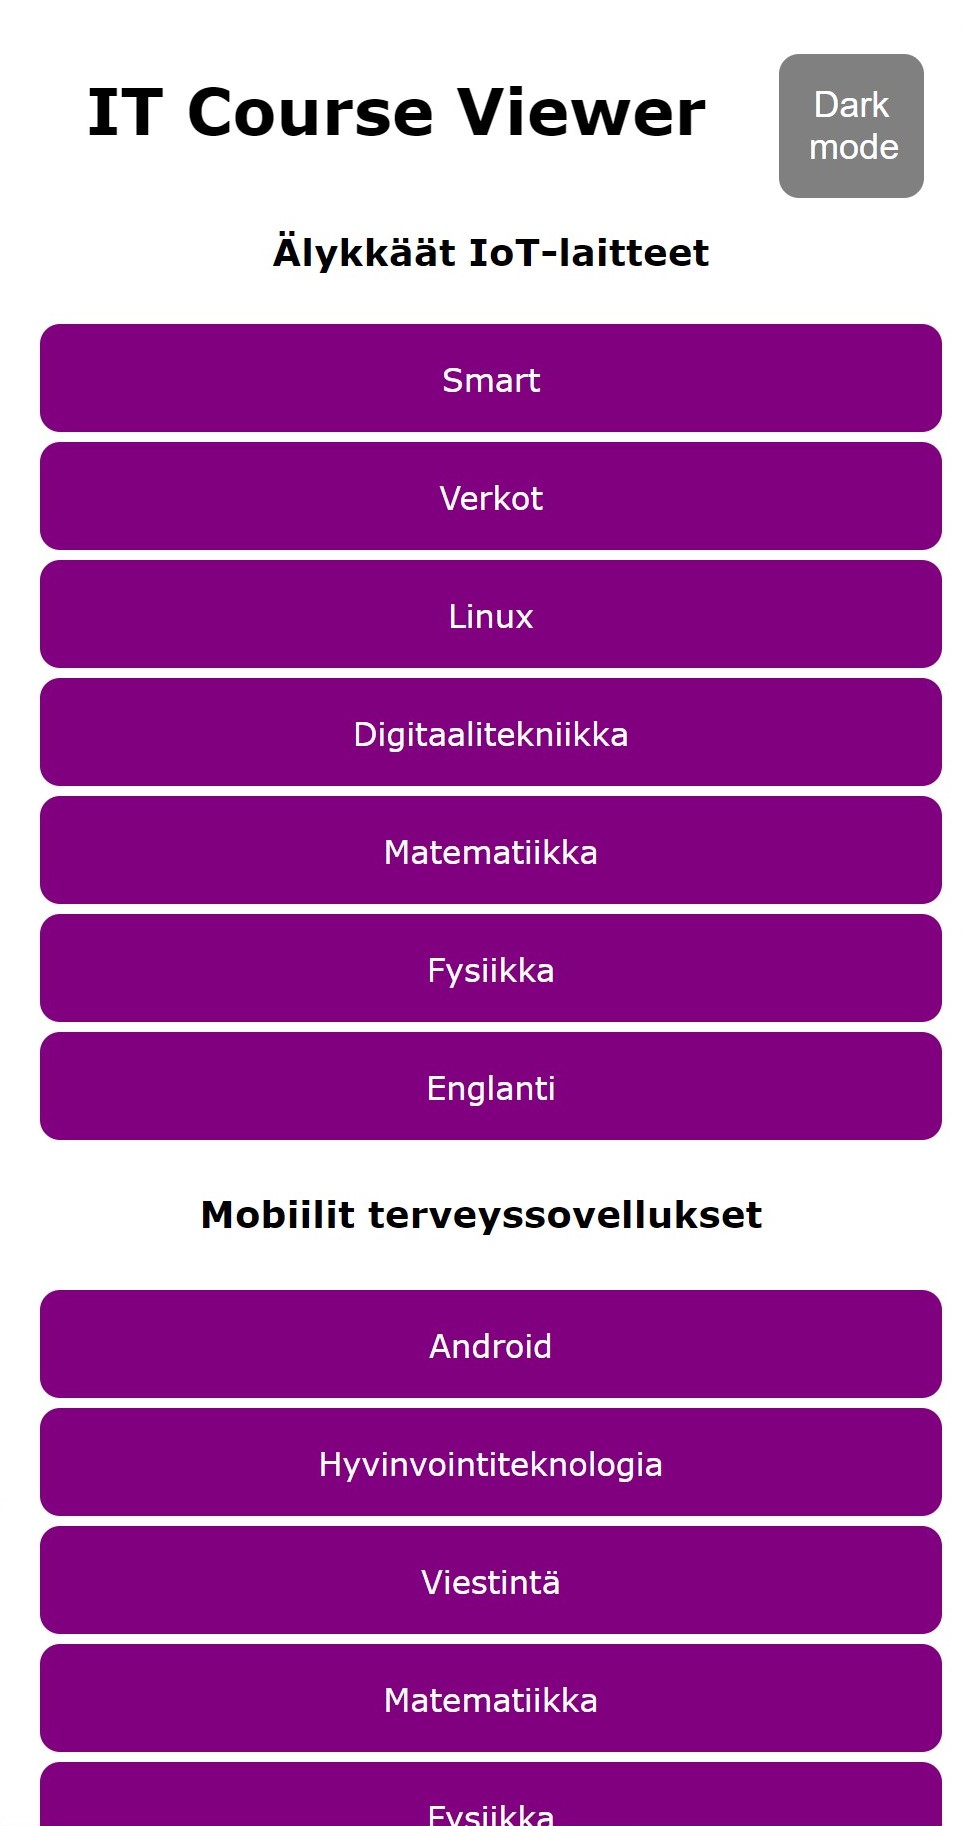 IT Course Viewer
Dark
mode
Älykkäät IoT-laitteet
Smart
Verkot
Linux
Digitaalitekniikka
Matematiikka
Fysiikka
Englanti
Mobiilit terveyssovellukset
Android
Hyvinvointiteknologia
Viestintä
Matematiikka
Fysiikka